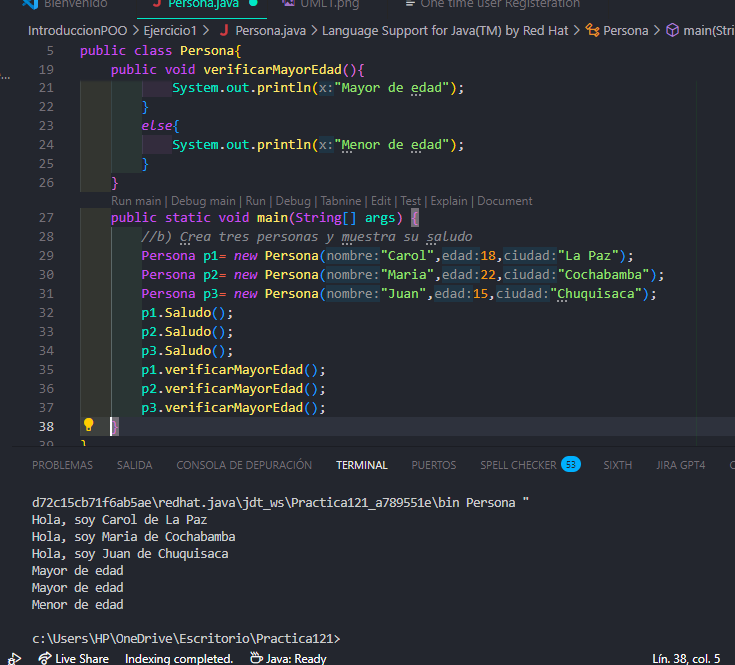 Bienvenido Persona.java UMLT.png One time user Registeration
IntroduccionPOO > Ejercicio1 > J Persona.java > Language Support for Java(TM) by Red Hat > Persona > main(Stri
5 public class Persona{
19 public void verificarMayorEdad(){
21 System.out.println(x:"Mayor de edad");
22 }
23 else{
24 System.out.println(x:"Menor de edad");
25 }
26 }
Run main | Debug main | Run | Debug | Tabnine | Edit | Test | Explain | Document
27 public static void main(String[] args) {
28 //b) Crea tres personas y muestra su saludo
29 Persona p1= new Persona(nombre:"Carol",edad:18,ciudad:"La Paz");
30 Persona p2= new Persona(nombre:"Maria",edad:22,ciudad:"Cochabamba");
31 Persona p3= new Persona(nombre:"Juan",edad:15,ciudad:"Chuquisaca");
32 p1.Saludo();
33 p2.Saludo();
34 p3.Saludo();
35 p1.verificarMayorEdad();
36 p2.verificarMayorEdad();
37 p3.verificarMayorEdad();
38 }
39 }
PROBLEMAS SALIDA CONSOLA DE DEPURACIÓN TERMINAL PUERTOS SPELL CHECKER 53 SIXTH JIRA GPT4
d72c15cb71f6ab5ae\redhat.java\jdt_ws\Practica121_a789551e\bin Persona "
Hola, soy Carol de La Paz
Hola, soy Maria de Cochabamba
Hola, soy Juan de Chuquisaca
Mayor de edad
Mayor de edad
Menor de edad
c:\Users\HP\OneDrive\Escritorio\Practica121>
Live Share Indexing completed. Java: Ready Lín. 38, col. 5